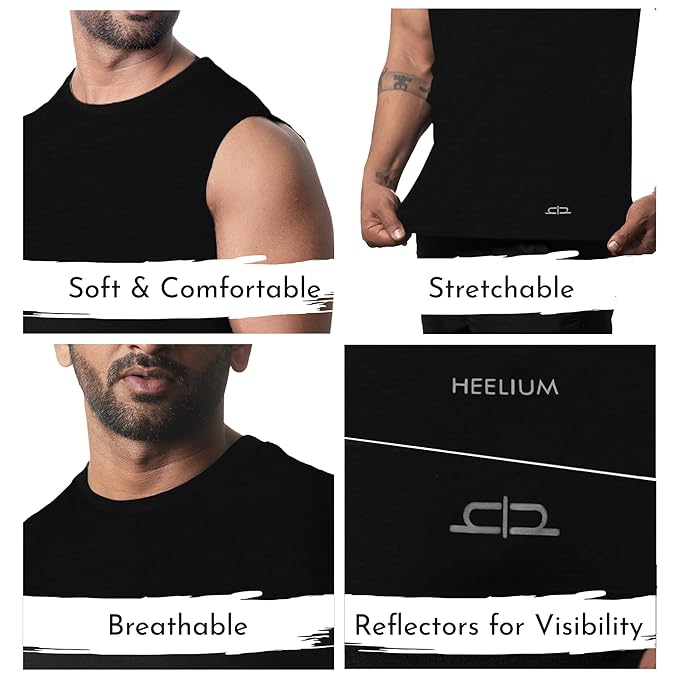 Soft & Comfortable
Stretchable
HEELIUM
Breathable
Reflectors for Visibility